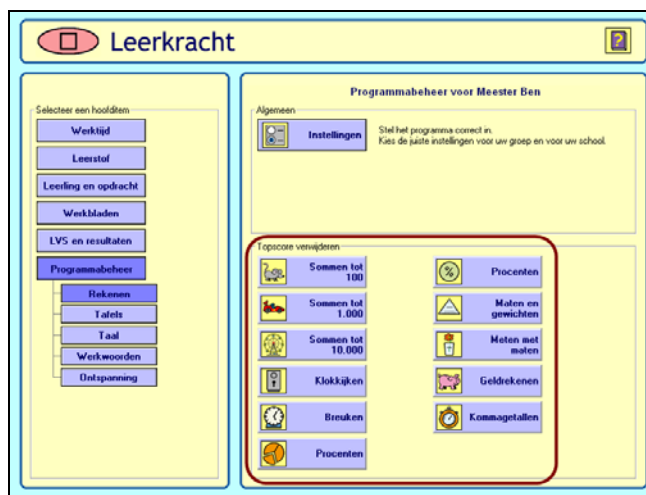 Leerkracht
Selecteer een hoofditem
Werktijd
Leerstof
Leerling en opdracht
Werkbladen
LVS en resultaten
Programmabeheer
Rekenen
Tafels
Taal
Werkwoorden
Ontspanning
Programmabeheer voor Meester Ben
Algemeen
Instellingen
Stel het programma correct in.
Kies de juiste instellingen voor uw groep en voor uw school.
Topscore verwijderen
Sommen tot
100
Sommen tot
1.000
Sommen tot
10.000
Klokkijken
Breuken
Procenten
Procenten
Maten en
gewichten
Meten met
maten
Geldrekenen
Kommagetallen